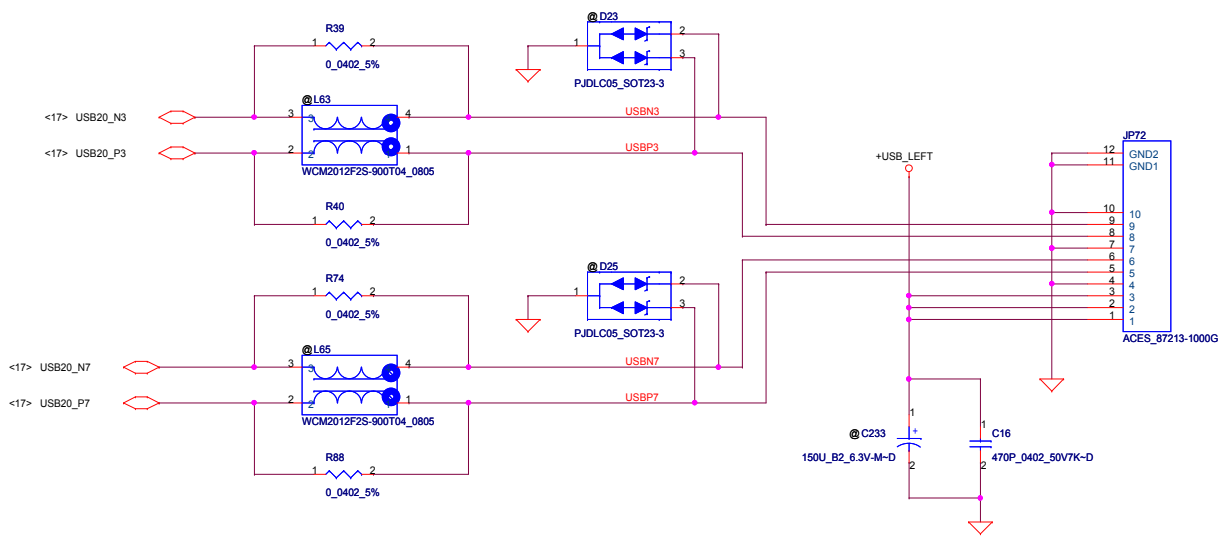 @ D23
R39
1 2
0_0402_5%
1
2
3
PJDLC05_SOT23-3
@ L63
<17> USB20_N3
3 3 4
USBN3
<17> USB20_P3
2 2 1
USBP3
WCM2012F2S-900T04_0805
R40
1 2
0_0402_5%
+USB_LEFT
JP72
12 GND2
11 GND1
10 10
9 9
8 8
7 7
6 6
5 5
4 4
3 3
2 2
1 1
ACES_87213-1000G
@ D25
R74
1 2
0_0402_5%
1
2
3
PJDLC05_SOT23-3
@ L65
<17> USB20_N7
3 3 4
USBN7
<17> USB20_P7
2 2 1
USBP7
WCM2012F2S-900T04_0805
R88
1 2
0_0402_5%
1
@ C233
+
150U_B2_6.3V-M~D
2
1
C16
470P_0402_50V7K~D
2